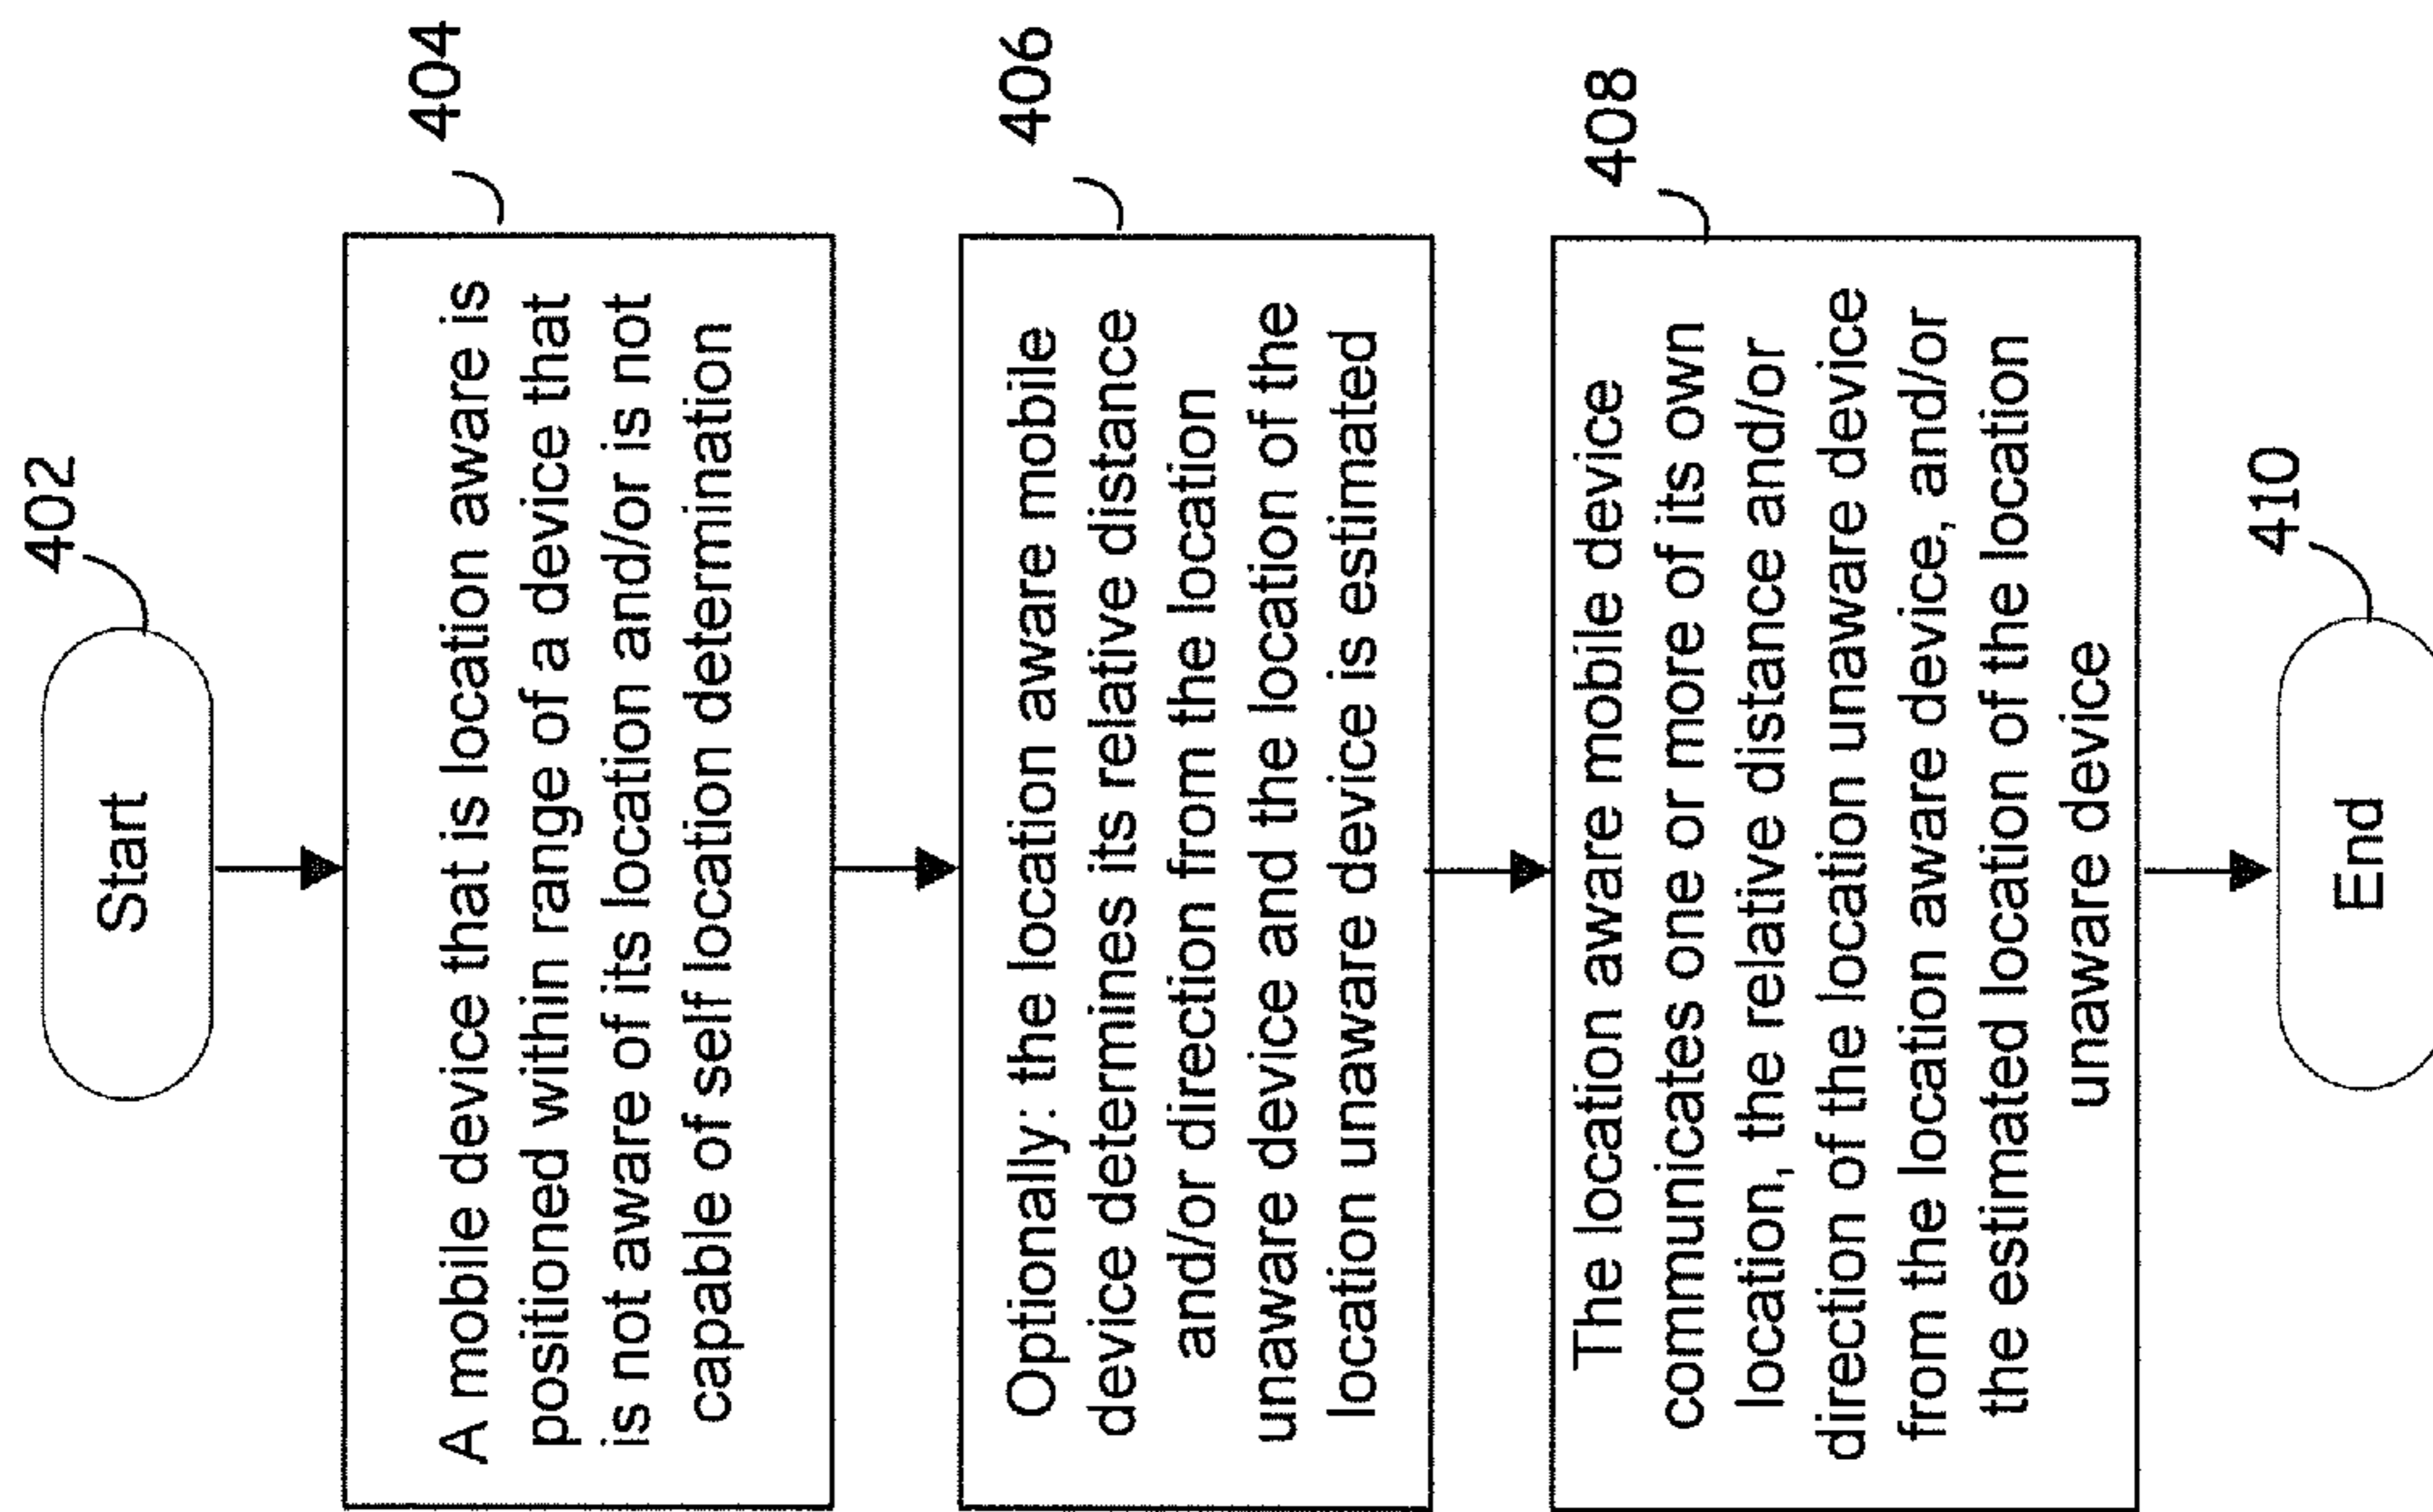 402
Start
404
A mobile device that is location aware is
positioned within range of a device that
is not aware of its location and/or is not
capable of self location determination
406
Optionally: the location aware mobile
device determines its relative distance
and/or direction from the location
unaware device and the location of the
location unaware device is estimated
408
The location aware mobile device
communicates one or more of its own
location, the relative distance and/or
direction of the location unaware device
from the location aware device, and/or
the estimated location of the location
unaware device
410
End